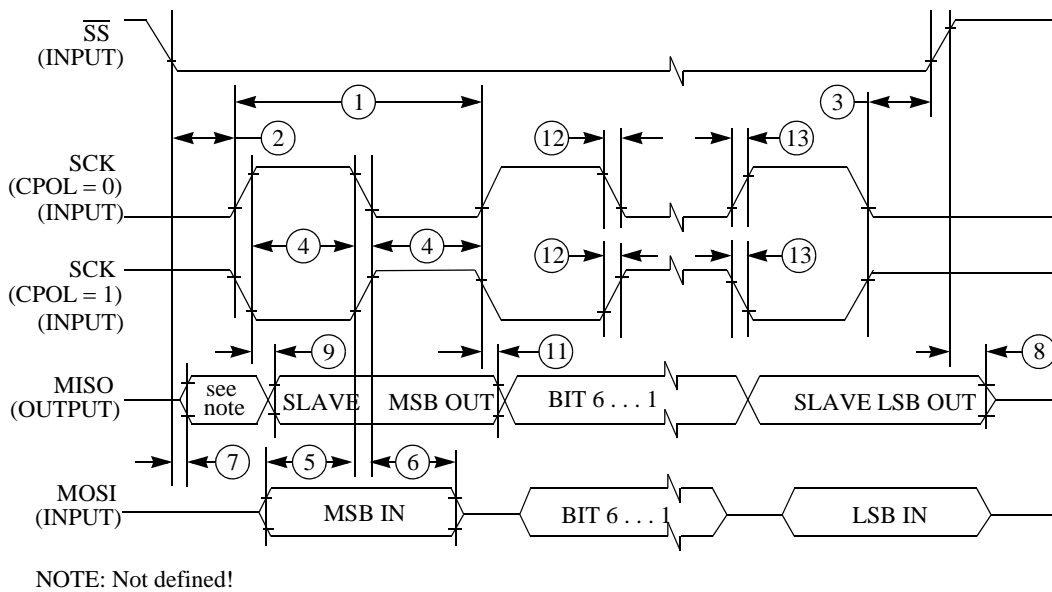 SS
(INPUT)
1
3
2
12
13
SCK
(CPOL = 0)
(INPUT)
4
4
SCK
(CPOL = 1)
(INPUT)
12
13
9
11
8
MISO
(OUTPUT)
see
note
SLAVE
MSB OUT
BIT 6 . . . 1
SLAVE LSB OUT
7
5
6
MOSI
(INPUT)
MSB IN
BIT 6 . . . 1
LSB IN
NOTE: Not defined!